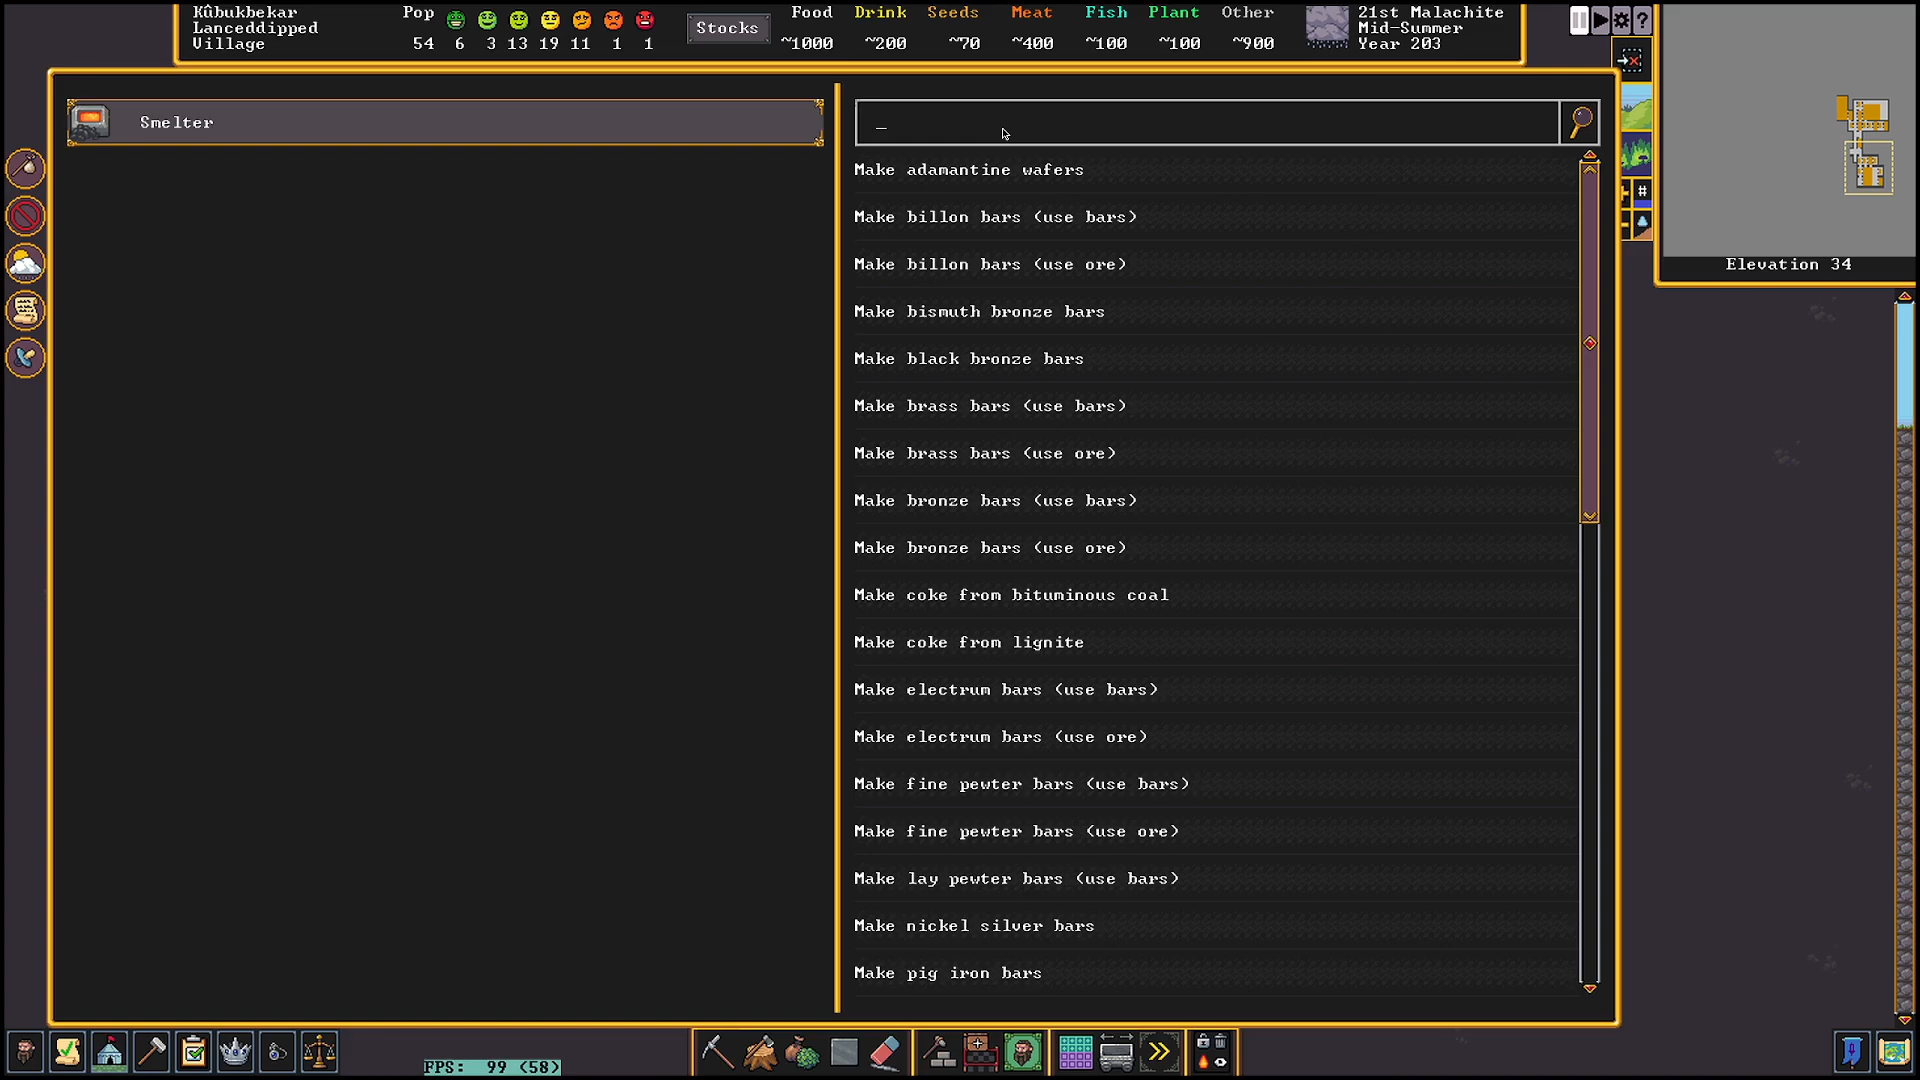 Kûbukbekar
Lanceddipped
Village
Pop
54 6 3 13 19 11 1 1
Stocks
Food Drink Seeds Meat Fish Plant Other
~1000 ~200 ~70 ~400 ~100 ~100 ~900
21st Malachite
Mid-Summer
Year 203
Smelter
_
Make adamantine wafers
Make billon bars (use bars)
Make billon bars (use ore)
Make bismuth bronze bars
Make black bronze bars
Make brass bars (use bars)
Make brass bars (use ore)
Make bronze bars (use bars)
Make bronze bars (use ore)
Make coke from bituminous coal
Make coke from lignite
Make electrum bars (use bars)
Make electrum bars (use ore)
Make fine pewter bars (use bars)
Make fine pewter bars (use ore)
Make lay pewter bars (use bars)
Make nickel silver bars
Make pig iron bars
Elevation 34
FPS: 99 (58)